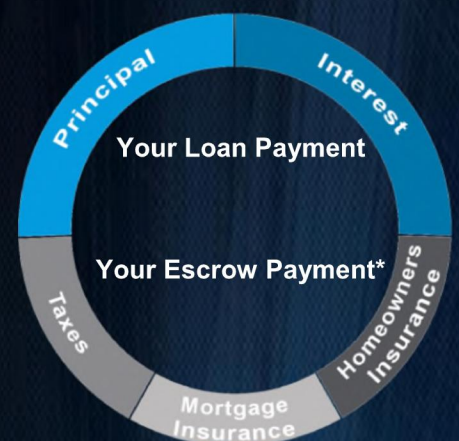 Principal
Interest
Your Loan Payment
Your Escrow Payment*
Taxes
Mortgage
Insurance
Homeowners
Insurance